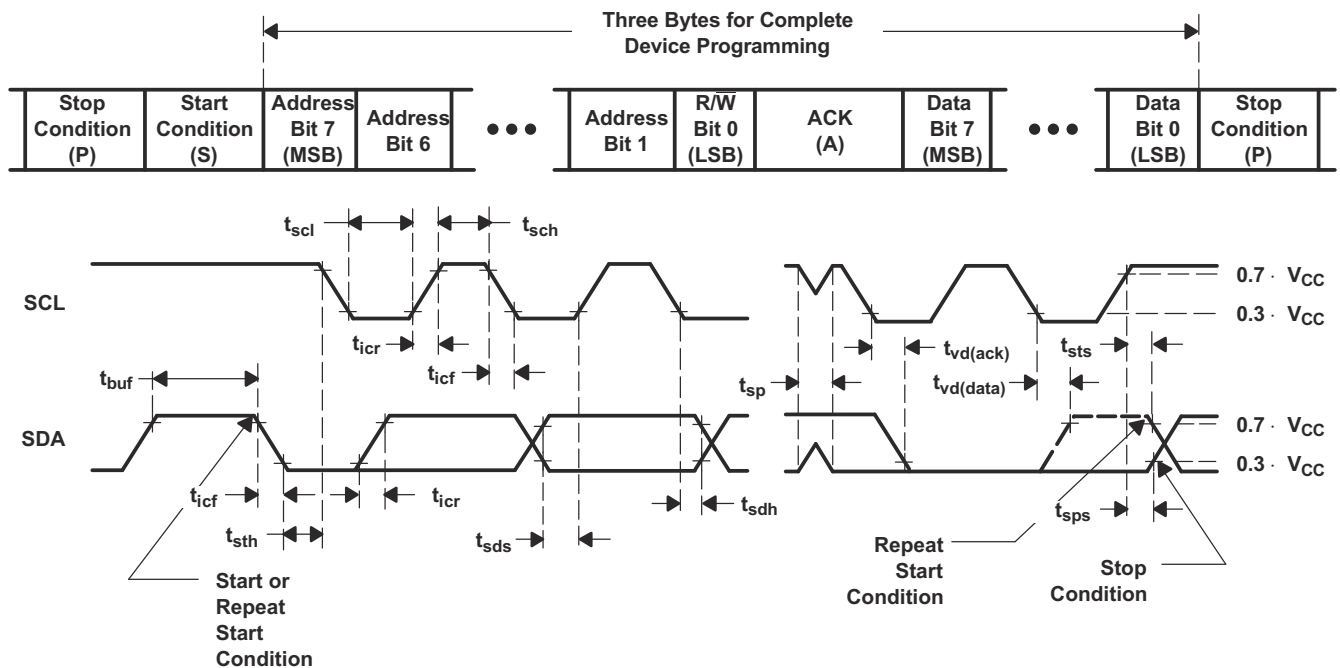 Three Bytes for Complete
Device Programming
Stop
Condition
(P)
Start
Condition
(S)
Address
Bit 7
(MSB)
Address
Bit 6
•••
Address
Bit 1
R/W̅
Bit 0
(LSB)
ACK
(A)
Data
Bit 7
(MSB)
•••
Data
Bit 0
(LSB)
Stop
Condition
(P)
tscl
tsch
SCL
0.7 · VCC
0.3 · VCC
ticr
ticf
tbuf
tsp
tvd(ack)
tvd(data)
tsts
SDA
0.7 · VCC
0.3 · VCC
ticf
ticr
tsth
tsds
tsdh
tsps
Start or
Repeat
Start
Condition
Repeat
Start
Condition
Stop
Condition